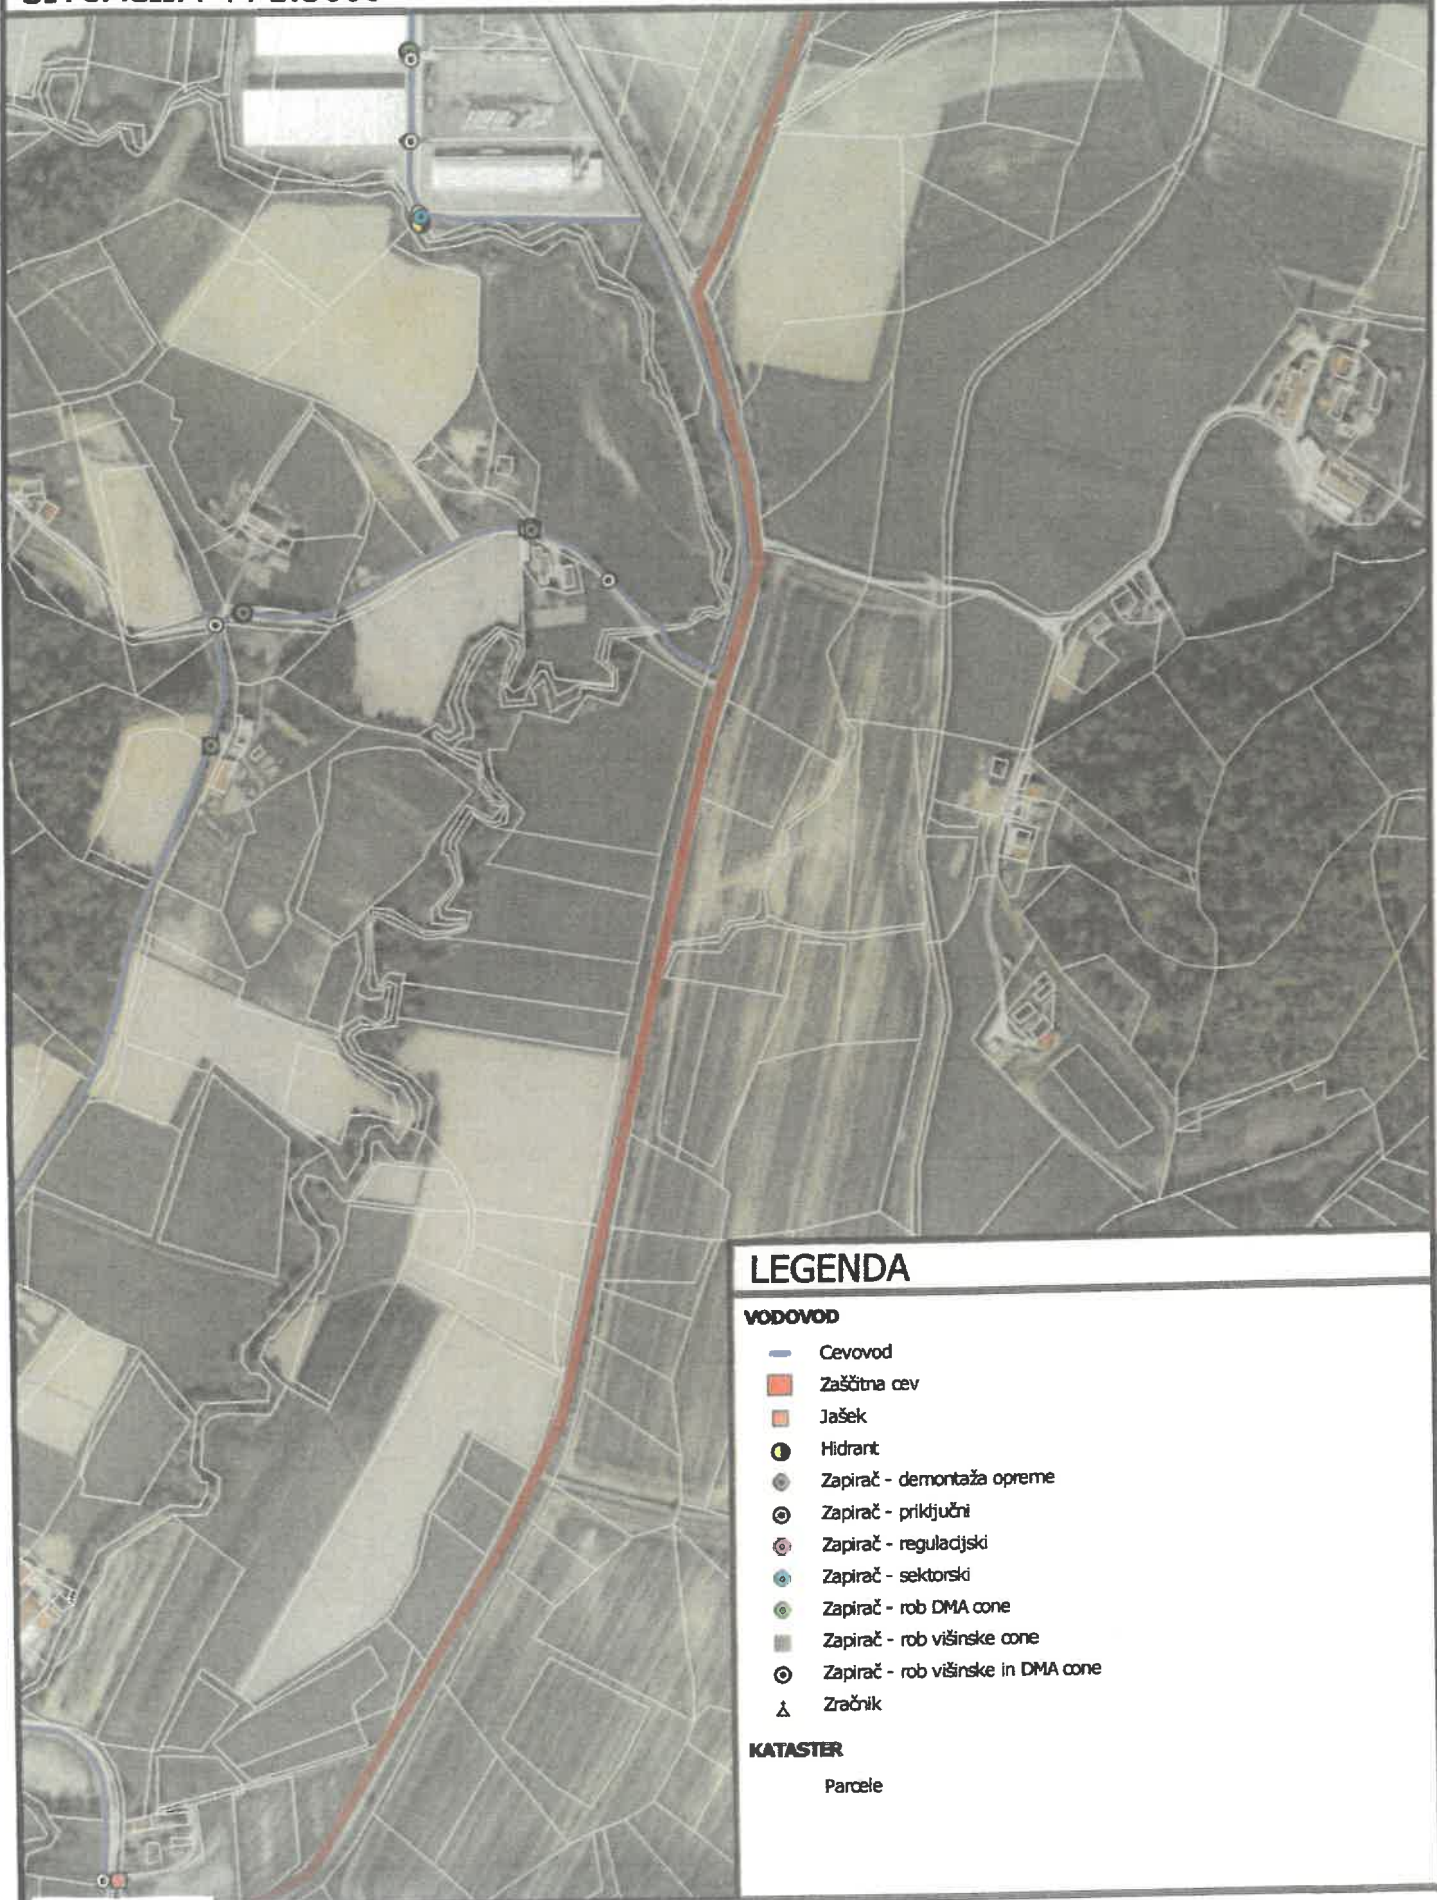 LEGENDA
VODOVOD
Cevovod
Zaščitna cev
Jašek
Hidrant
Zapirač - demontaža opreme
Zapirač - priključni
Zapirač - regulacijski
Zapirač - sektorski
Zapirač - rob DMA cone
Zapirač - rob višinske cone
Zapirač - rob višinske in DMA cone
Zračnik
KATASTER
Parcele